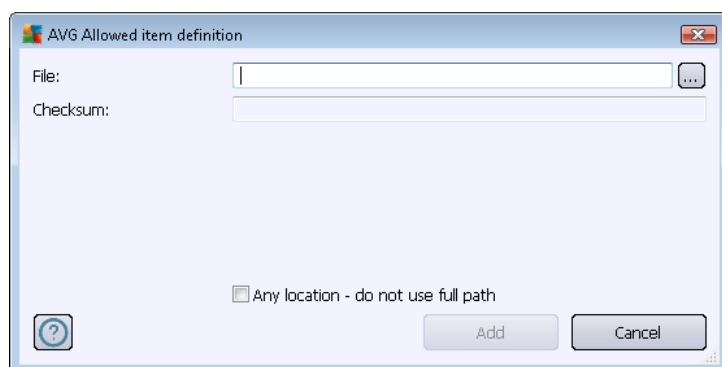 AVG Allowed item definition
File:
...
Checksum:
Any location - do not use full path
?
Add
Cancel